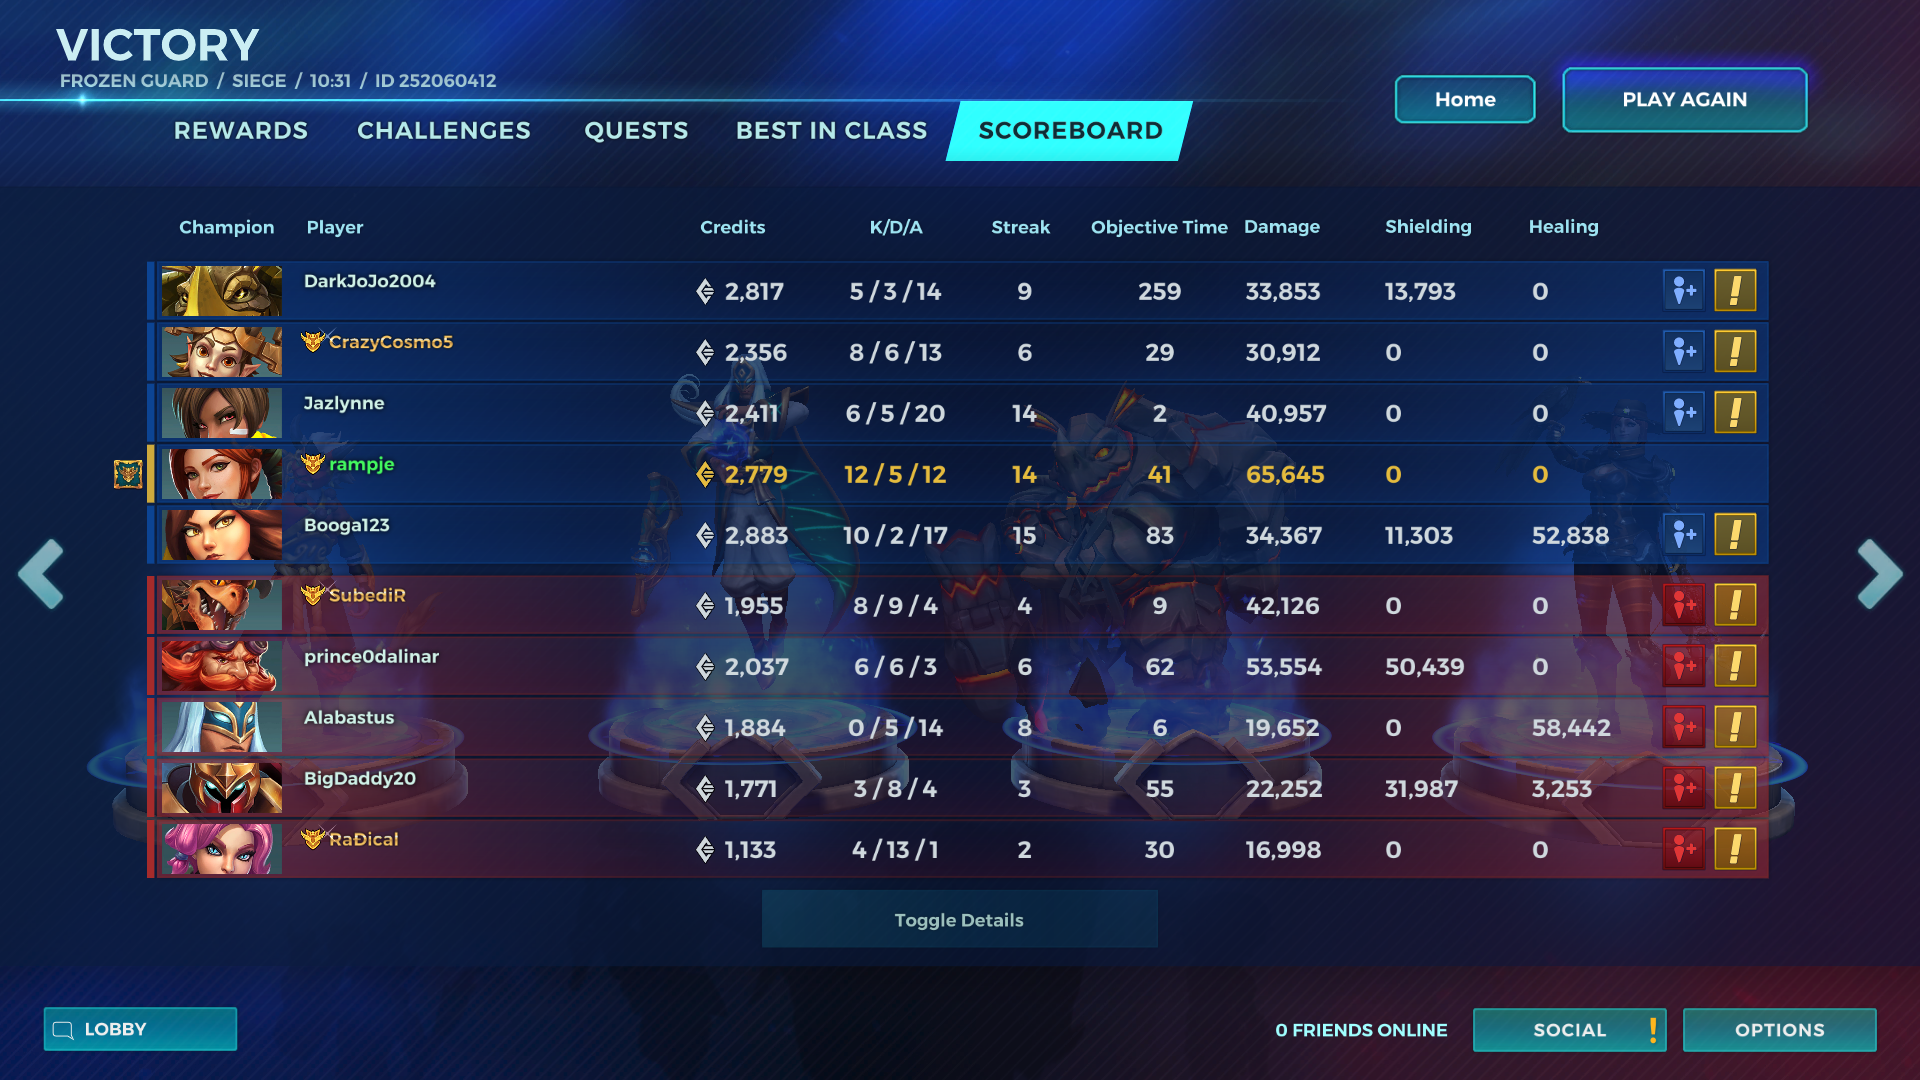 VICTORY
FROZEN GUARD / SIEGE / 10:31 / ID 252060412
Home
PLAY AGAIN
REWARDS CHALLENGES QUESTS BEST IN CLASS SCOREBOARD
Champion Player Credits K/D/A Streak Objective Time Damage Shielding Healing
DarkJoJo2004 2,817 5 / 3 / 14 9 259 33,853 13,793 0
CrazyCosmo5 2,356 8 / 6 / 13 6 29 30,912 0 0
Jazlynne 2,411 6 / 5 / 20 14 2 40,957 0 0
rampje 2,779 12 / 5 / 12 14 41 65,645 0 0
Booga123 2,883 10 / 2 / 17 15 83 34,367 11,303 52,838
SubediR 1,955 8 / 9 / 4 4 9 42,126 0 0
prince0dalinar 2,037 6 / 6 / 3 6 62 53,554 50,439 0
Alabastus 1,884 0 / 5 / 14 8 6 19,652 0 58,442
BigDaddy20 1,771 3 / 8 / 4 3 55 22,252 31,987 3,253
RaÐical 1,133 4 / 13 / 1 2 30 16,998 0 0
Toggle Details
LOBBY
0 FRIENDS ONLINE
SOCIAL !
OPTIONS